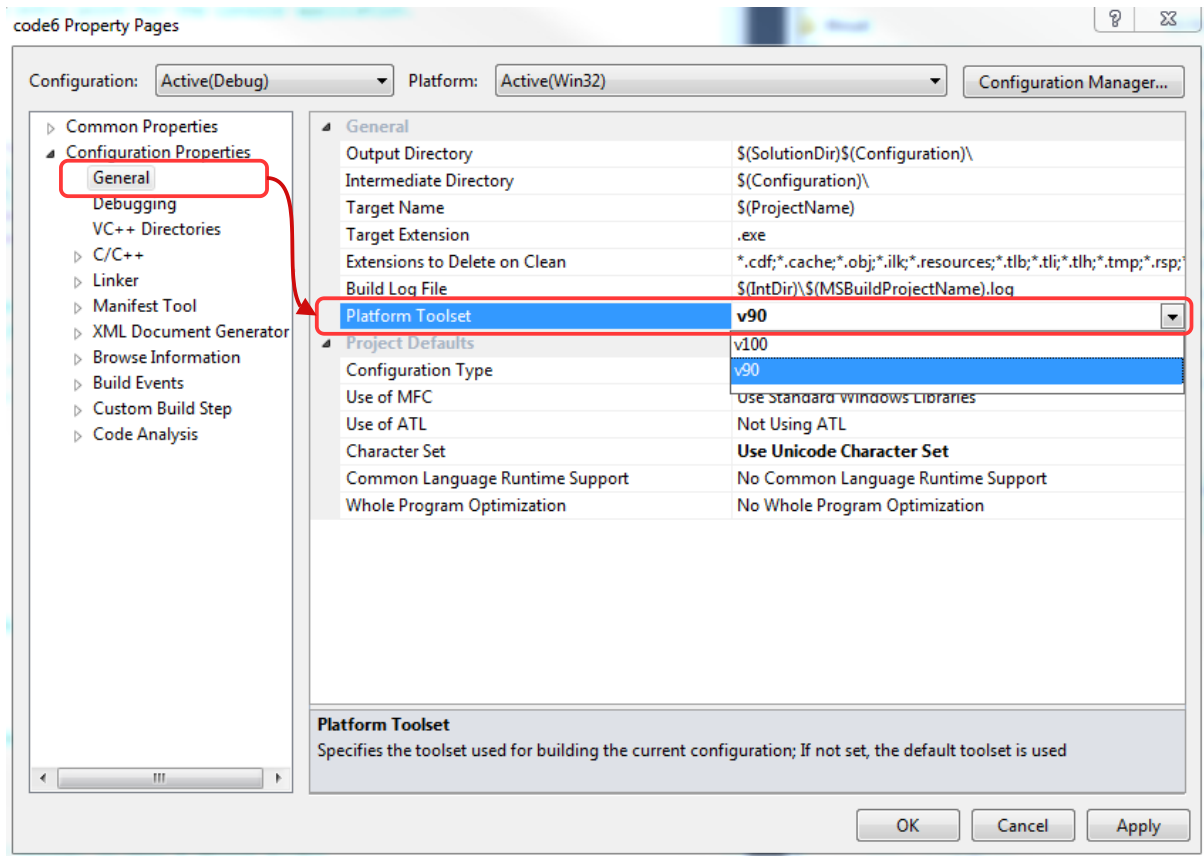 code6 Property Pages
Configuration: Active(Debug) Platform: Active(Win32) Configuration Manager...
Common Properties
Configuration Properties
General
Debugging
VC++ Directories
C/C++
Linker
Manifest Tool
XML Document Generator
Browse Information
Build Events
Custom Build Step
Code Analysis
General
Output Directory $(SolutionDir)$(Configuration)\
Intermediate Directory $(Configuration)\
Target Name $(ProjectName)
Target Extension .exe
Extensions to Delete on Clean *.cdf;*.cache;*.obj;*.ilk;*.resources;*.tlb;*.tli;*.tlh;*.tmp;*.rsp;
Build Log File $(IntDir)\$(MSBuildProjectName).log
Platform Toolset v90
v100
v90
Project Defaults
Configuration Type
Use of MFC Use Standard Windows Libraries
Use of ATL Not Using ATL
Character Set Use Unicode Character Set
Common Language Runtime Support No Common Language Runtime Support
Whole Program Optimization No Whole Program Optimization
Platform Toolset
Specifies the toolset used for building the current configuration; If not set, the default toolset is used
OK Cancel Apply